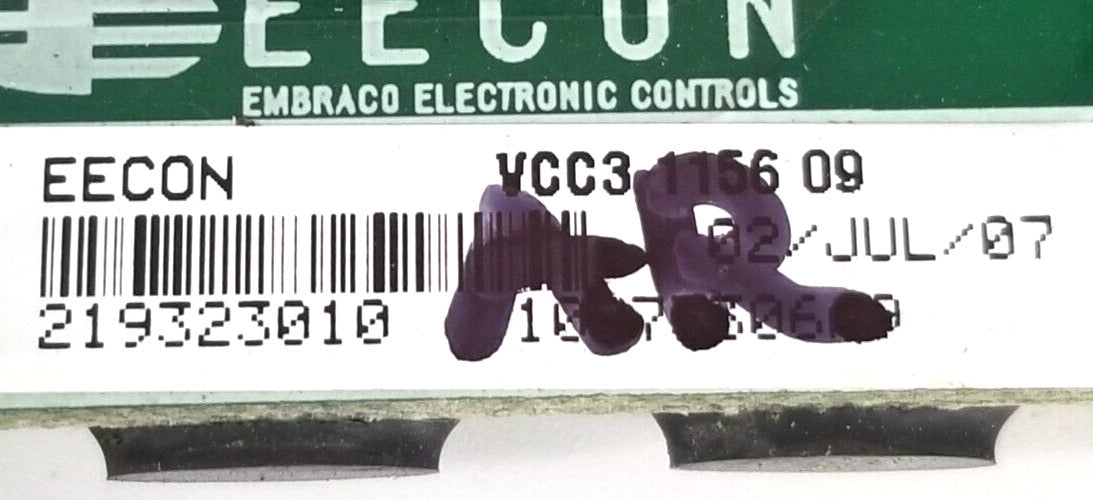 EECON
EMBRACO ELECTRONIC CONTROLS
EECON VCC3 1156 09
02/JUL/07
219323010
AR